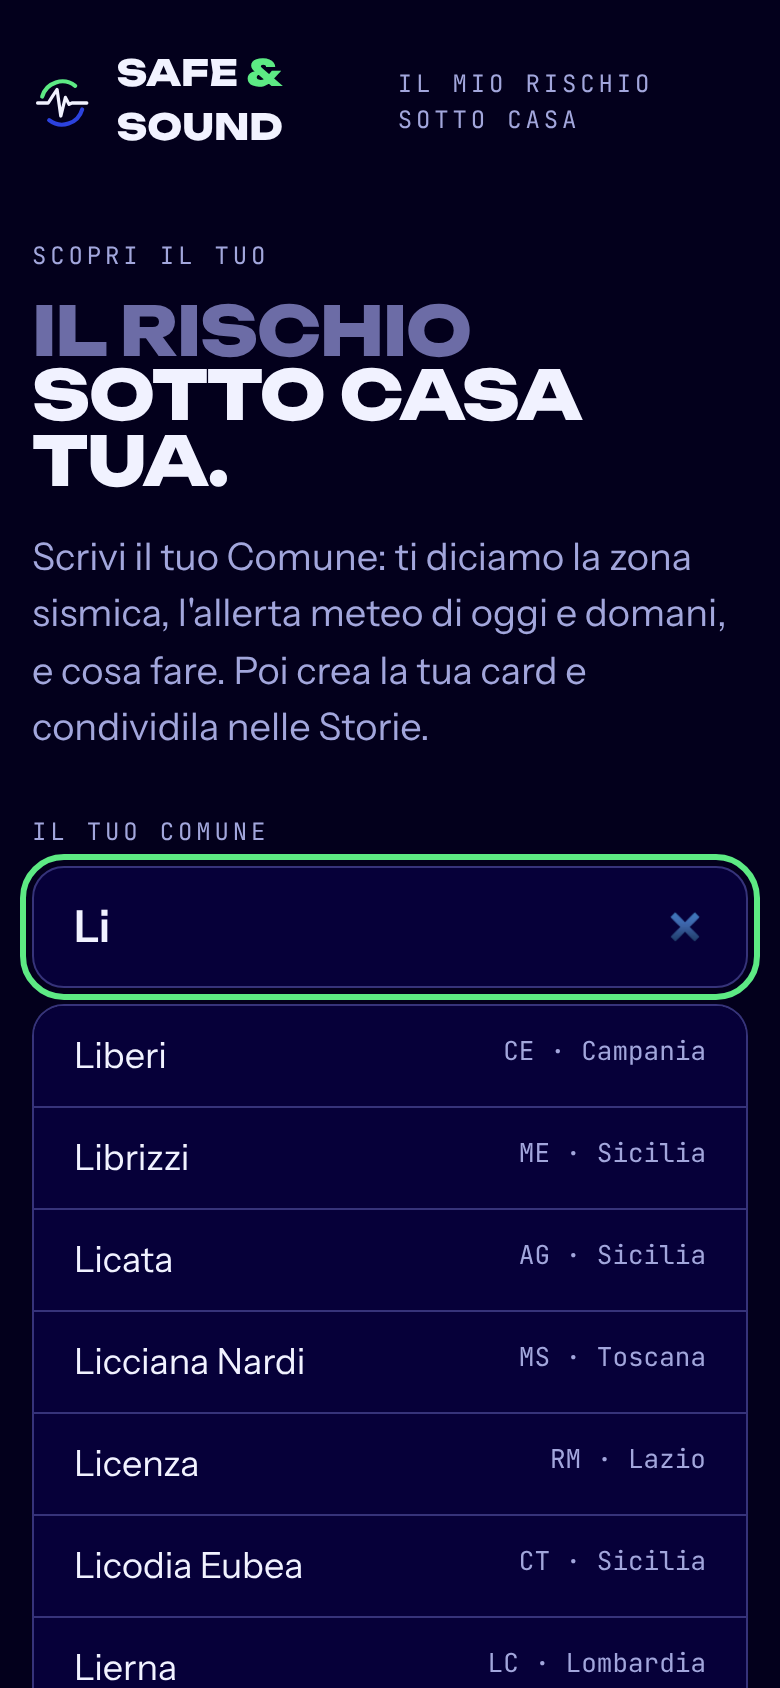 SAFE &
SOUND
IL MIO RISCHIO
SOTTO CASA
SCOPRI IL TUO
IL RISCHIO
SOTTO CASA
TUA.
Scrivi il tuo Comune: ti diciamo la zona
sismica, l'allerta meteo di oggi e domani,
e cosa fare. Poi crea la tua card e
condividila nelle Storie.
IL TUO COMUNE
Li
Liberi CE · Campania
Librizzi ME · Sicilia
Licata AG · Sicilia
Licciana Nardi MS · Toscana
Licenza RM · Lazio
Licodia Eubea CT · Sicilia
Lierna LC · Lombardia